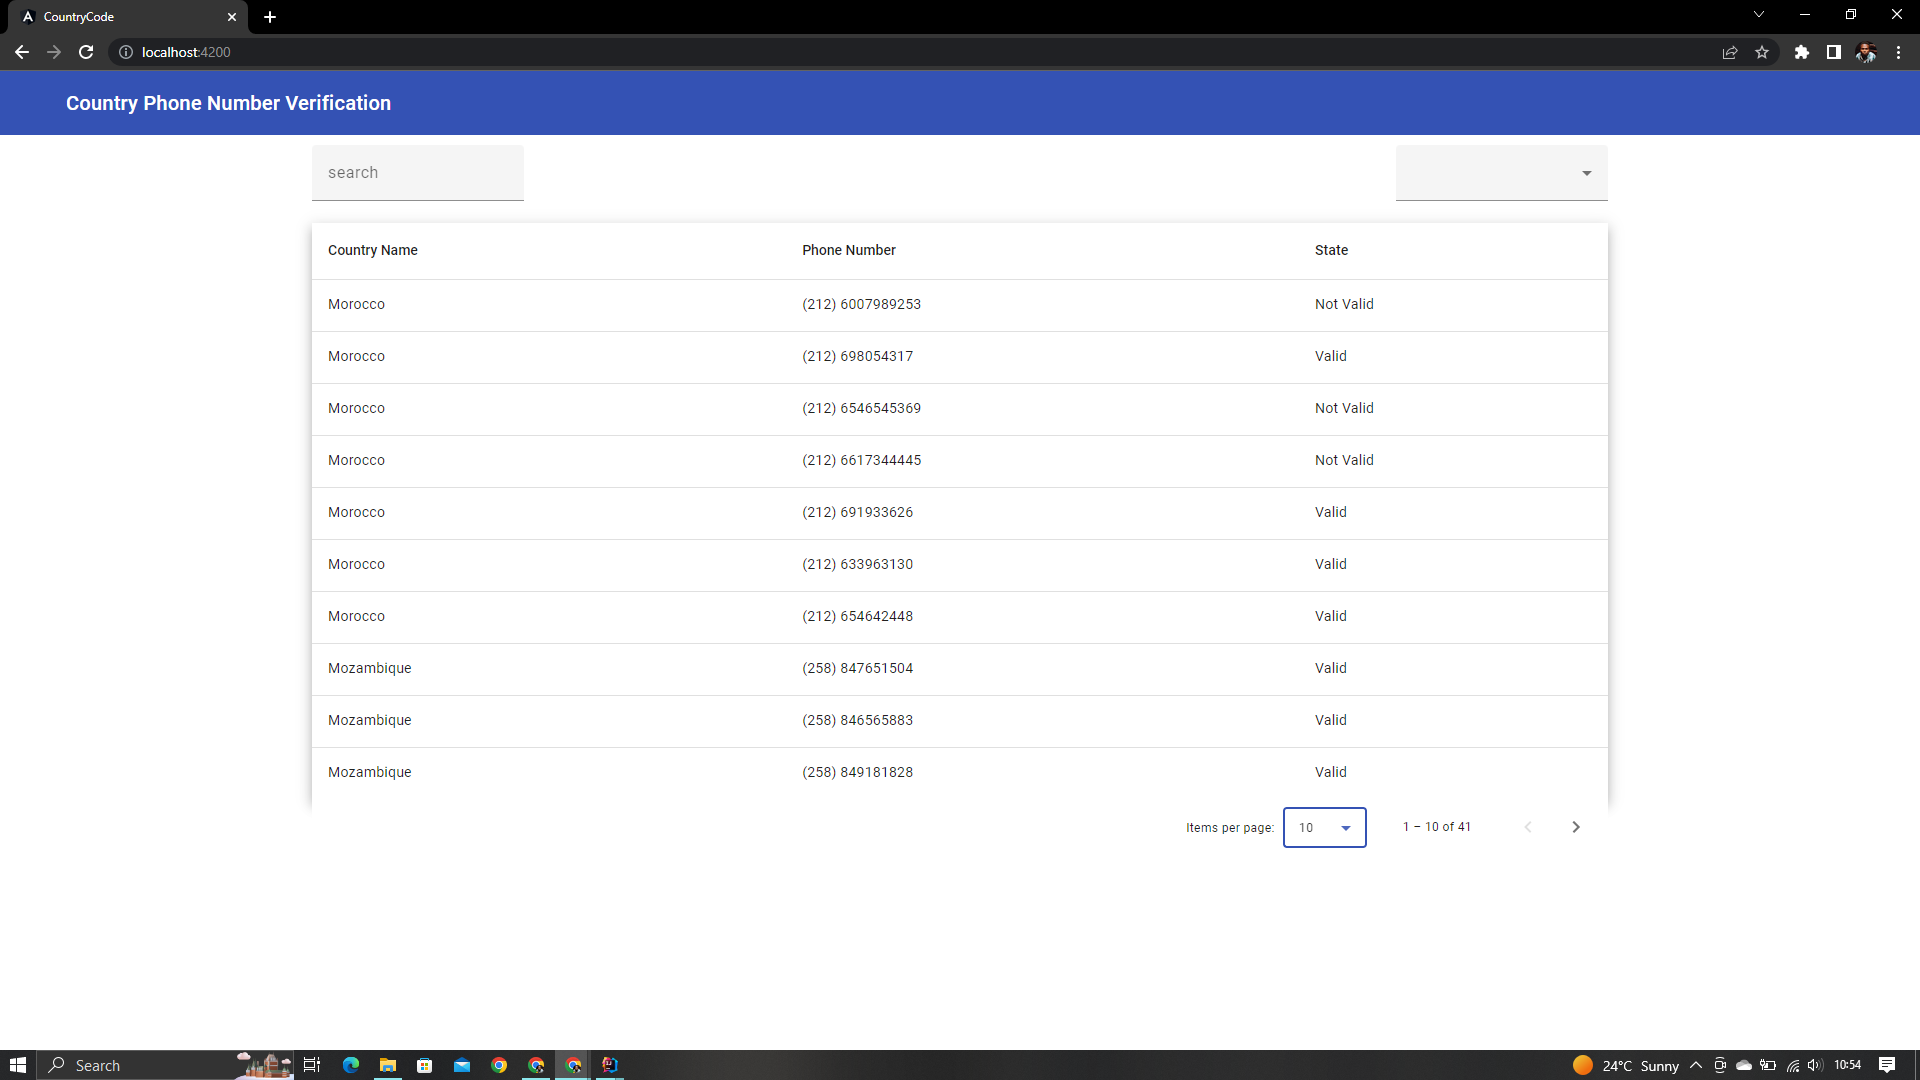 CountryCode
localhost:4200
Country Phone Number Verification
search
Country Name Phone Number State
Morocco (212) 6007989253 Not Valid
Morocco (212) 698054317 Valid
Morocco (212) 6546545369 Not Valid
Morocco (212) 6617344445 Not Valid
Morocco (212) 691933626 Valid
Morocco (212) 633963130 Valid
Morocco (212) 654642448 Valid
Mozambique (258) 847651504 Valid
Mozambique (258) 846565883 Valid
Mozambique (258) 849181828 Valid
Items per page: 10 1 – 10 of 41
Search 24°C Sunny 10:54